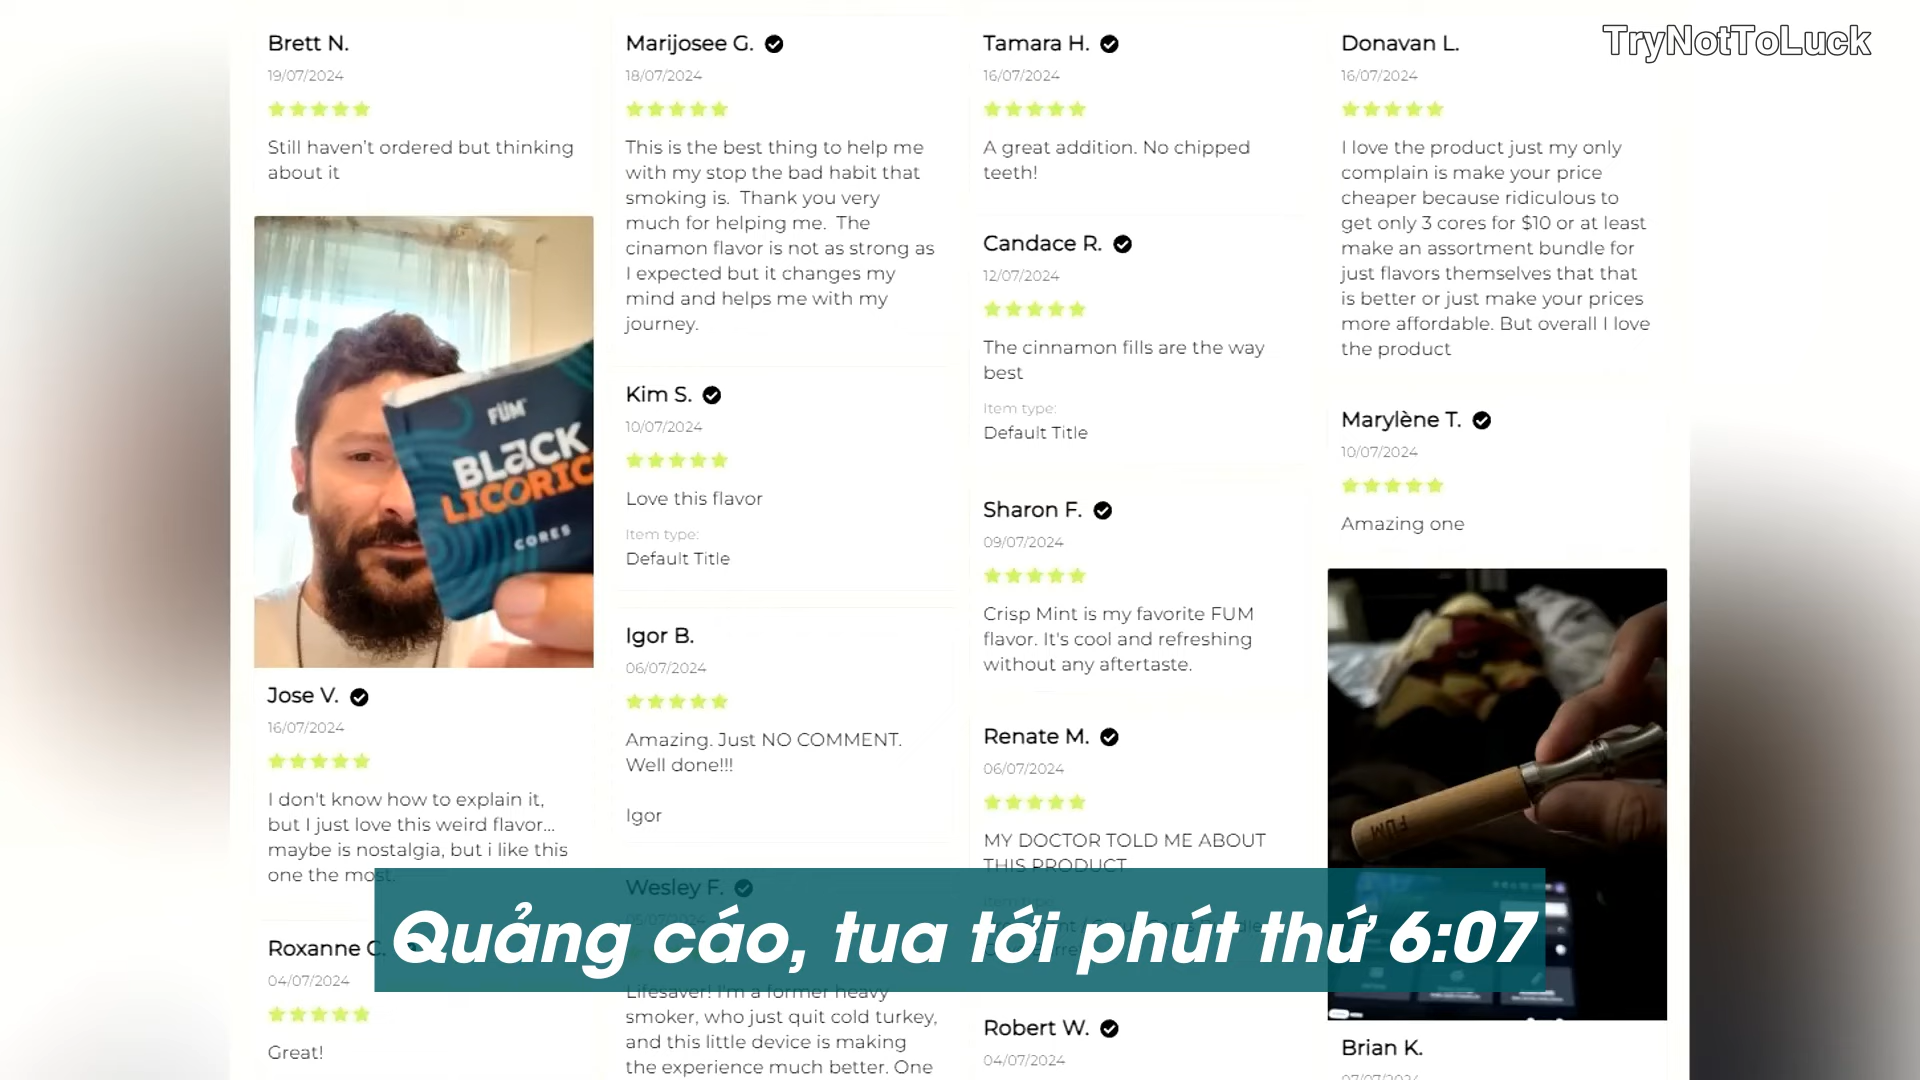 TryNotToLuck
Brett N.
19/07/2024
Still haven't ordered but thinking
about it
FÜM
BLACK
LICORIC
CORES
Jose V.
16/07/2024
I don't know how to explain it,
but I just love this weird flavor...
maybe is nostalgia, but i like this
one the most.
Roxanne C.
04/07/2024
Great!
Marijosee G.
18/07/2024
This is the best thing to help me
with my stop the bad habit that
smoking is. Thank you very
much for helping me. The
cinamon flavor is not as strong as
I expected but it changes my
mind and helps me with my
journey.
Kim S.
10/07/2024
Love this flavor
Item type:
Default Title
Igor B.
06/07/2024
Amazing. Just NO COMMENT.
Well done!!!
Igor
Wesley F.
Lifesaver! I'm a former heavy
smoker, who just quit cold turkey,
and this little device is making
the experience much better. One
Tamara H.
16/07/2024
A great addition. No chipped
teeth!
Candace R.
12/07/2024
The cinnamon fills are the way
best
Item type:
Default Title
Sharon F.
09/07/2024
Crisp Mint is my favorite FUM
flavor. It's cool and refreshing
without any aftertaste.
Renate M.
06/07/2024
MY DOCTOR TOLD ME ABOUT
THIS PRODUCT
Robert W.
04/07/2024
Donavan L.
16/07/2024
I love the product just my only
complain is make your price
cheaper because ridiculous to
get only 3 cores for $10 or at least
make an assortment bundle for
just flavors themselves that that
is better or just make your prices
more affordable. But overall I love
the product
Marylène T.
10/07/2024
Amazing one
FÜM
Brian K.
07/07/2024
Quảng cáo, tua tới phút thứ 6:07